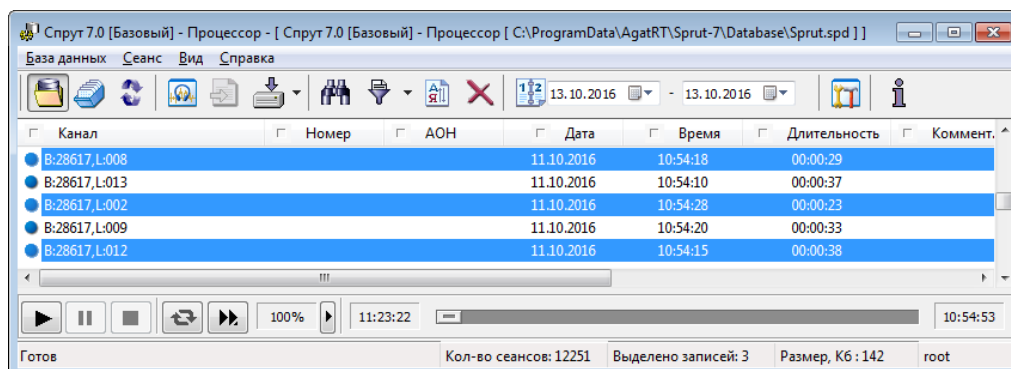 Спрут 7.0 [Базовый] - Процессор - [ Спрут 7.0 [Базовый] - Процессор [ C:\ProgramData\AgatRT\Sprut-7\Database\Sprut.spd ] ]
База данных Сеанс Вид Справка
13.10.2016 - 13.10.2016
Канал Номер АОН Дата Время Длительность Коммент.
B:28617,L:008 11.10.2016 10:54:18 00:00:29
B:28617,L:013 11.10.2016 10:54:10 00:00:37
B:28617,L:002 11.10.2016 10:54:28 00:00:23
B:28617,L:009 11.10.2016 10:54:20 00:00:33
B:28617,L:012 11.10.2016 10:54:15 00:00:38
100% 11:23:22 10:54:53
Готов Кол-во сеансов: 12251 Выделено записей: 3 Размер, Кб : 142 root